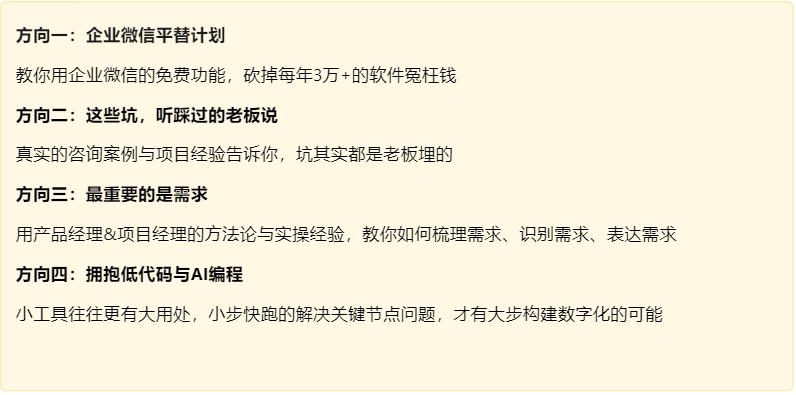 方向一：企业微信平替计划
教你用企业微信的免费功能，砍掉每年3万+的软件冤枉钱
方向二：这些坑，听踩过的老板说
真实的咨询案例与项目经验告诉你，坑其实都是老板埋的
方向三：最重要的是需求
用产品经理&项目经理的方法论与实操经验，教你如何梳理需求、识别需求、表达需求
方向四：拥抱低代码与AI编程
小工具往往更有大用处，小步快跑的解决关键节点问题，才有大步构建数字化的可能